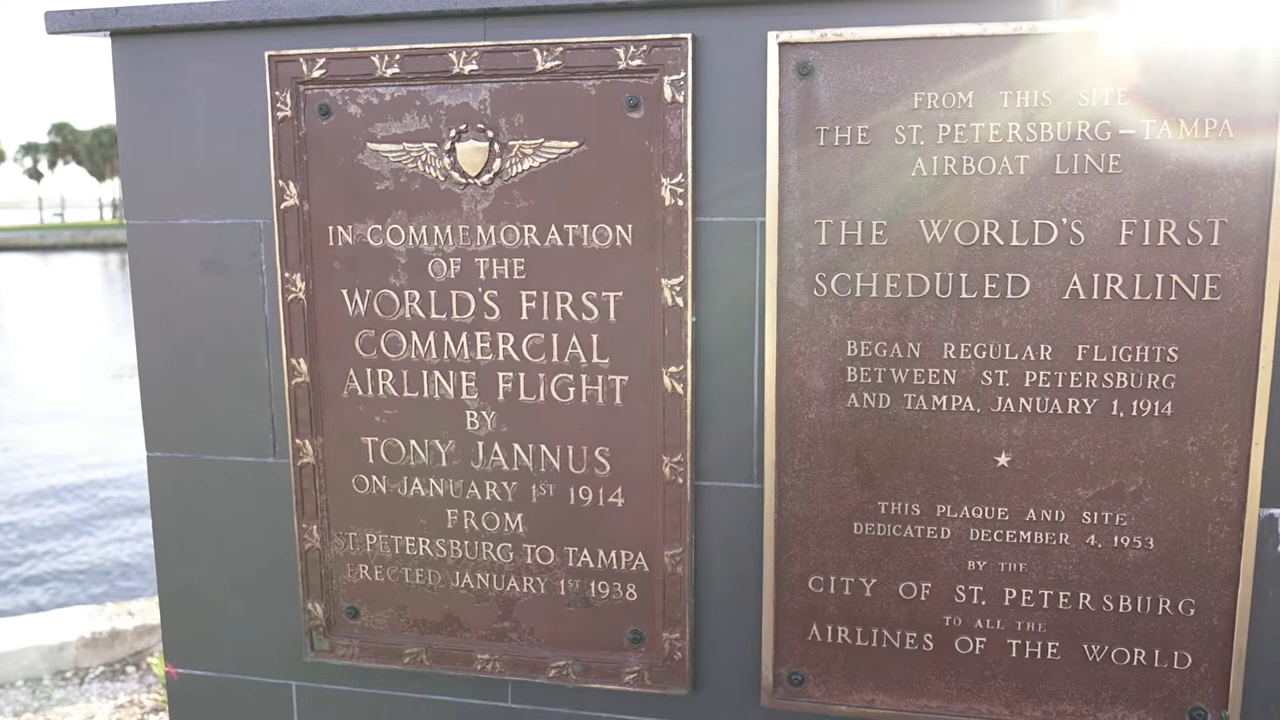 IN COMMEMORATION
OF THE
WORLD'S FIRST
COMMERCIAL
AIRLINE FLIGHT
BY
TONY JANNUS
ON JANUARY 1ST 1914
FROM
ST. PETERSBURG TO TAMPA
ERECTED JANUARY 1ST 1938
FROM THIS SITE
THE ST. PETERSBURG-TAMPA
AIRBOAT LINE
THE WORLD'S FIRST
SCHEDULED AIRLINE
BEGAN REGULAR FLIGHTS
BETWEEN ST. PETERSBURG
AND TAMPA, JANUARY 1, 1914
THIS PLAQUE AND SITE
DEDICATED DECEMBER 4, 1953
BY THE
CITY OF ST. PETERSBURG
TO ALL THE
AIRLINES OF THE WORLD